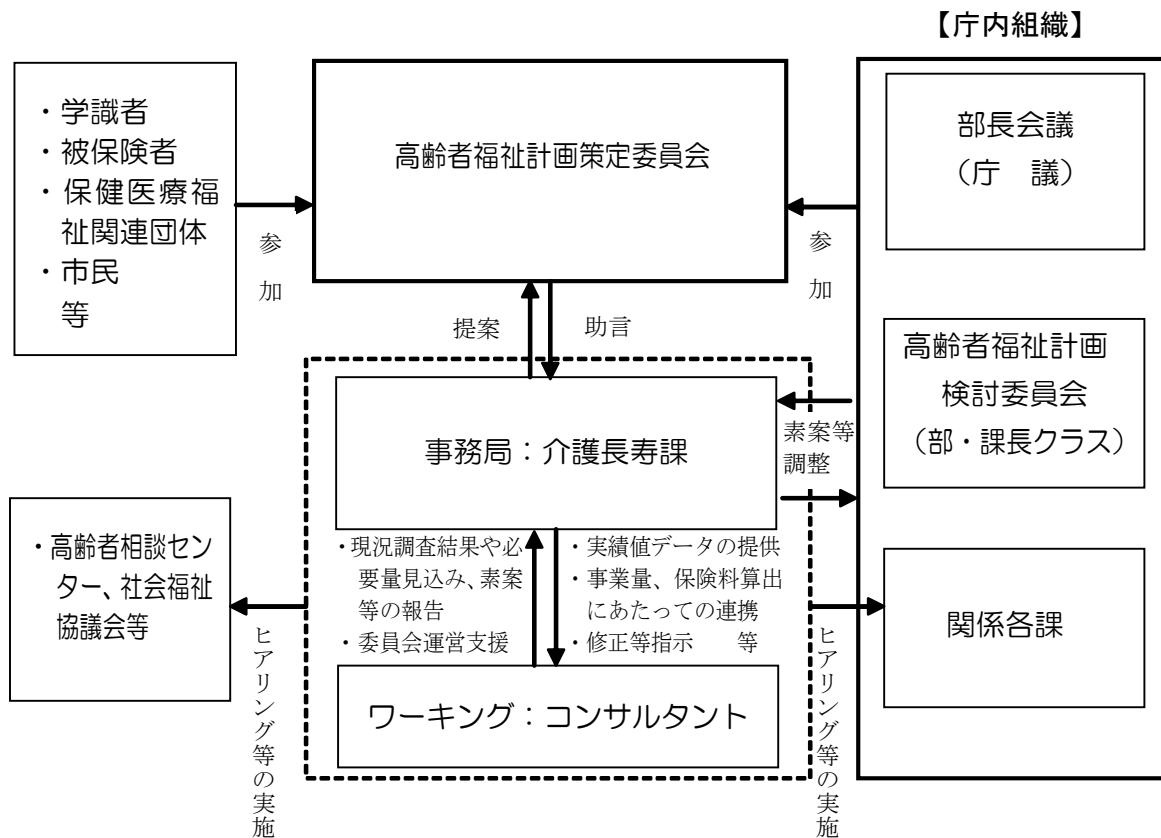 【庁内組織】
・学識者
・被保険者
・保健医療福
祉関連団体
・市民
等
参加
高齢者福祉計画策定委員会
参加
部長会議
（庁　議）
提案
助言
高齢者福祉計画
検討委員会
（部・課長クラス）
事務局：介護長寿課
素案等
調整
・高齢者相談セン
ター、社会福祉
協議会等
・現況調査結果や必
要量見込み、素案
等の報告
・委員会運営支援
・実績値データの提供
・事業量、保険料算出
にあたっての連携
・修正等指示　　等
関係各課
ヒアリング等の実施
ワーキング：コンサルタント
ヒアリング等の実施